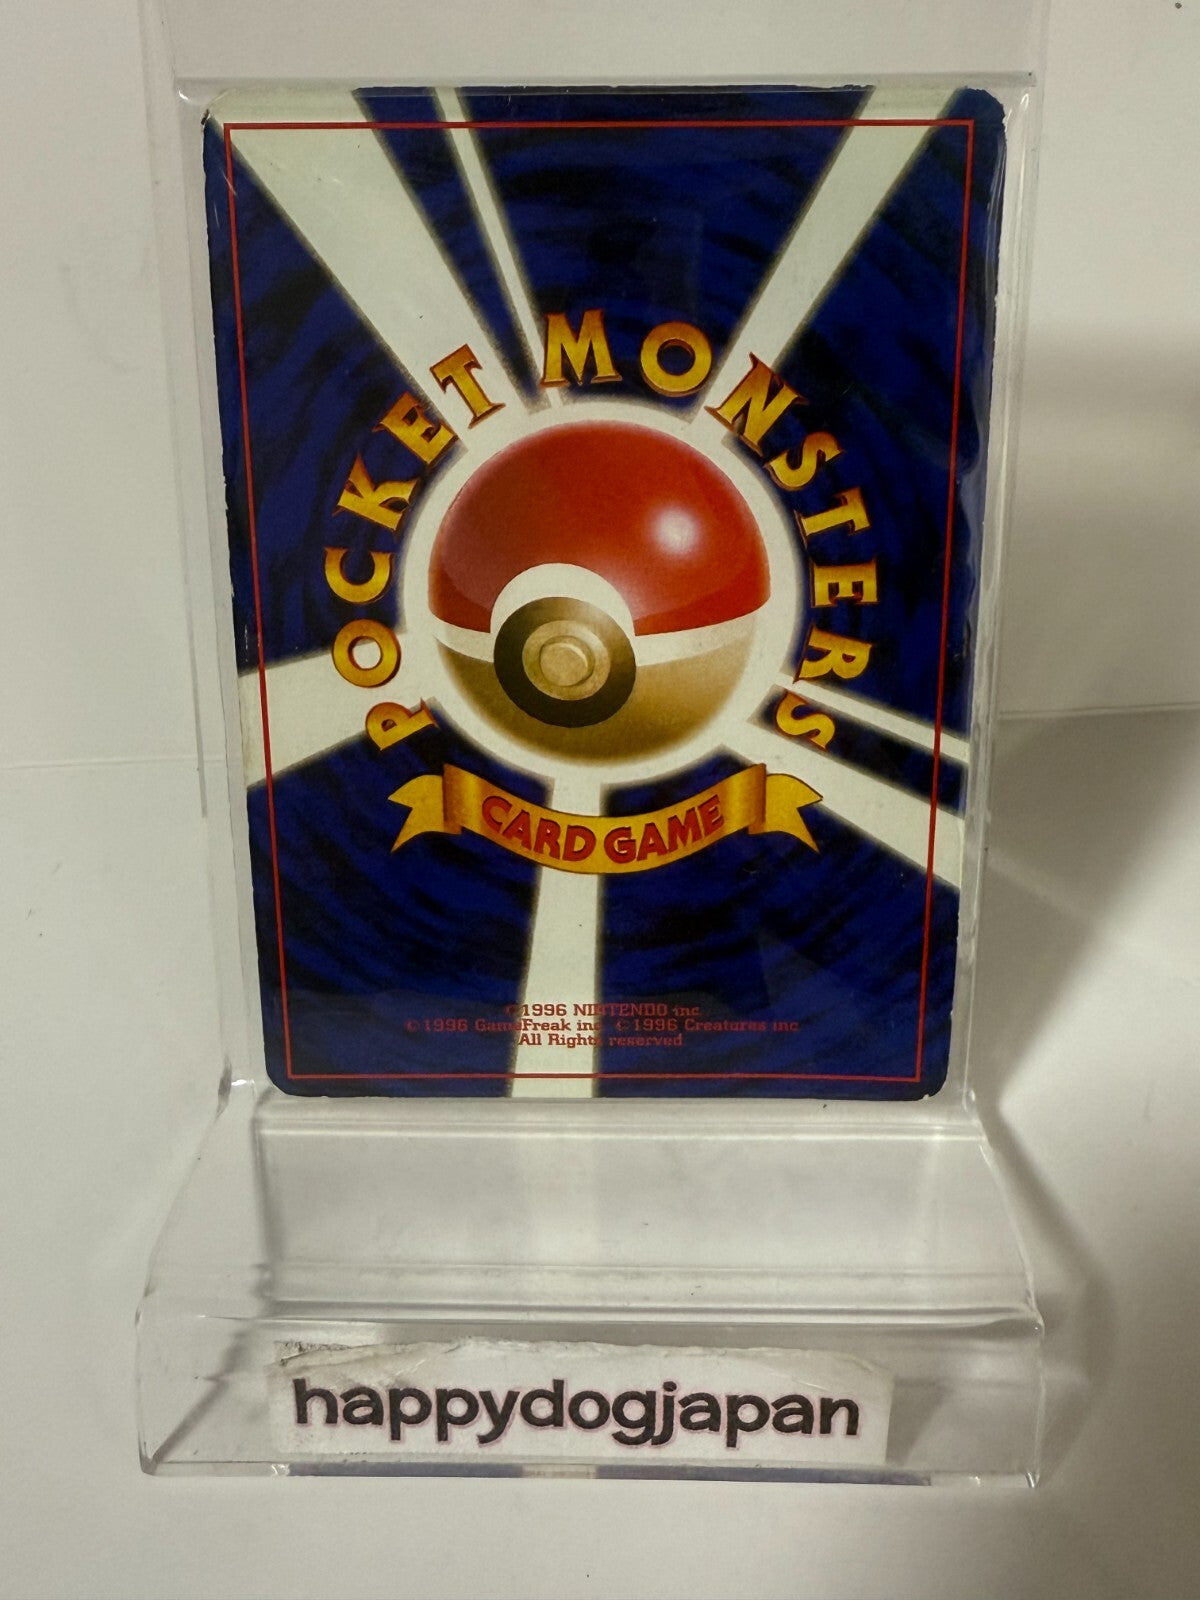 POCKET MONSTERS
CARD GAME
©1996 NINTENDO inc.
©1996 GameFreak inc. ©1996 Creatures inc.
All Rights reserved.
happydogjapan